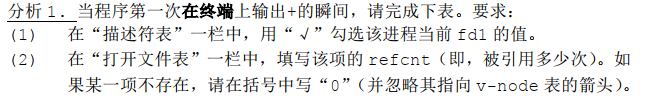 分析1. 当程序第一次在终端上输出+的瞬间，请完成下表。要求：
(1) 在“描述符表”一栏中，用“√”勾选该进程当前 fd1 的值。
(2) 在“打开文件表”一栏中，填写该项的 refcnt（即，被引用多少次）。如
果某一项不存在，请在括号中写“0”（并忽略其指向 v-node 表的箭头）。